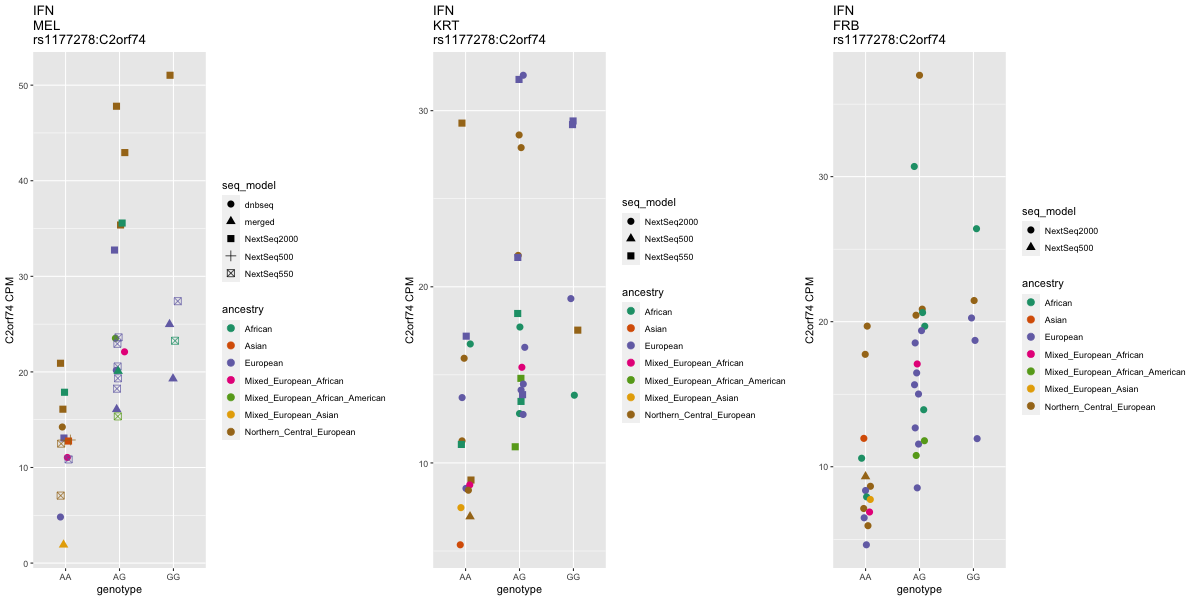 IFN
MEL
rs1177278:C2orf74
C2orf74 CPM
50
40
30
20
10
0
AA
AG
GG
genotype
seq_model
dnbseq
merged
NextSeq2000
NextSeq500
NextSeq550
ancestry
African
Asian
European
Mixed_European_African
Mixed_European_African_American
Mixed_European_Asian
Northern_Central_European
IFN
KRT
rs1177278:C2orf74
C2orf74 CPM
30
20
10
AA
AG
GG
genotype
seq_model
NextSeq2000
NextSeq500
NextSeq550
ancestry
African
Asian
European
Mixed_European_African
Mixed_European_African_American
Mixed_European_Asian
Northern_Central_European
IFN
FRB
rs1177278:C2orf74
C2orf74 CPM
30
20
10
AA
AG
GG
genotype
seq_model
NextSeq2000
NextSeq500
ancestry
African
Asian
European
Mixed_European_African
Mixed_European_African_American
Mixed_European_Asian
Northern_Central_European